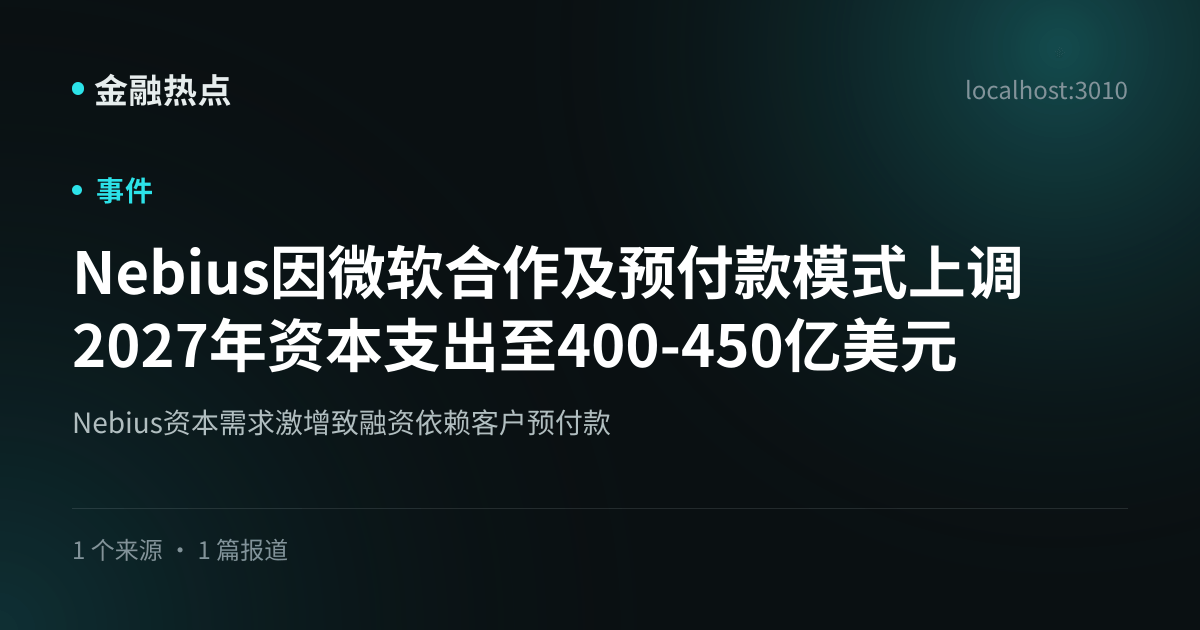 金融热点
localhost:3010
事件
Nebius因微软合作及预付款模式上调
2027年资本支出至400-450亿美元
Nebius资本需求激增致融资依赖客户预付款
1 个来源 · 1 篇报道